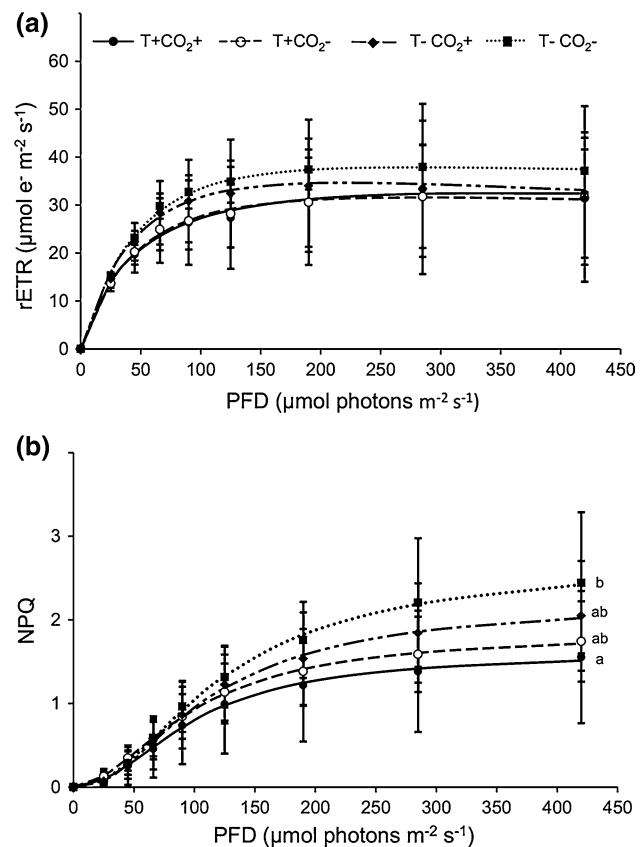 (a)
T+CO₂+ T+CO₂- T- CO₂+ T- CO₂-
70
60
50
40
30
20
10
0
rETR (µmol e⁻ m⁻² s⁻¹)
0 50 100 150 200 250 300 350 400 450
PFD (µmol photons m⁻² s⁻¹)
(b)
3
2
1
0
NPQ
b
ab
ab
a
0 50 100 150 200 250 300 350 400 450
PFD (µmol photons m⁻² s⁻¹)